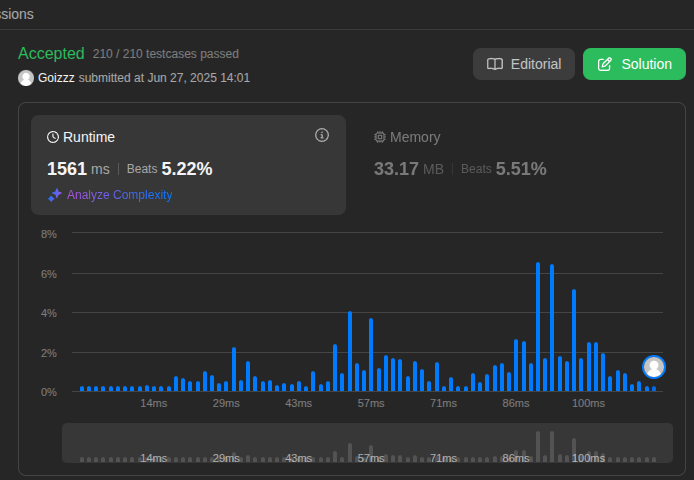 ssions
Accepted 210 / 210 testcases passed
Goizzz submitted at Jun 27, 2025 14:01
Editorial
Solution
Runtime
1561 ms Beats 5.22%
Analyze Complexity
Memory
33.17 MB Beats 5.51%
8%
6%
4%
2%
0%
14ms 29ms 43ms 57ms 71ms 86ms 100ms
14ms 29ms 43ms 57ms 71ms 86ms 100ms